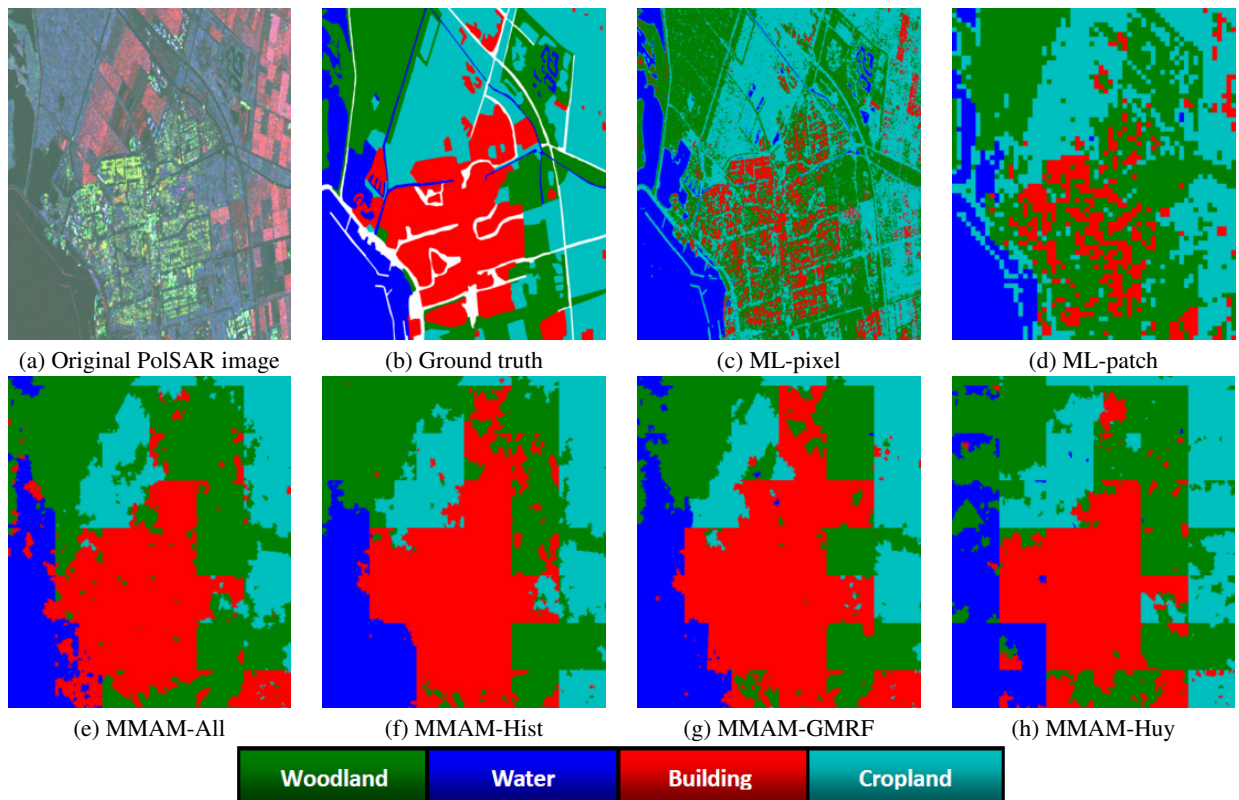 (a) Original PolSAR image
(b) Ground truth
(c) ML-pixel
(d) ML-patch
(e) MMAM-All
(f) MMAM-Hist
(g) MMAM-GMRF
(h) MMAM-Huy
Woodland
Water
Building
Cropland